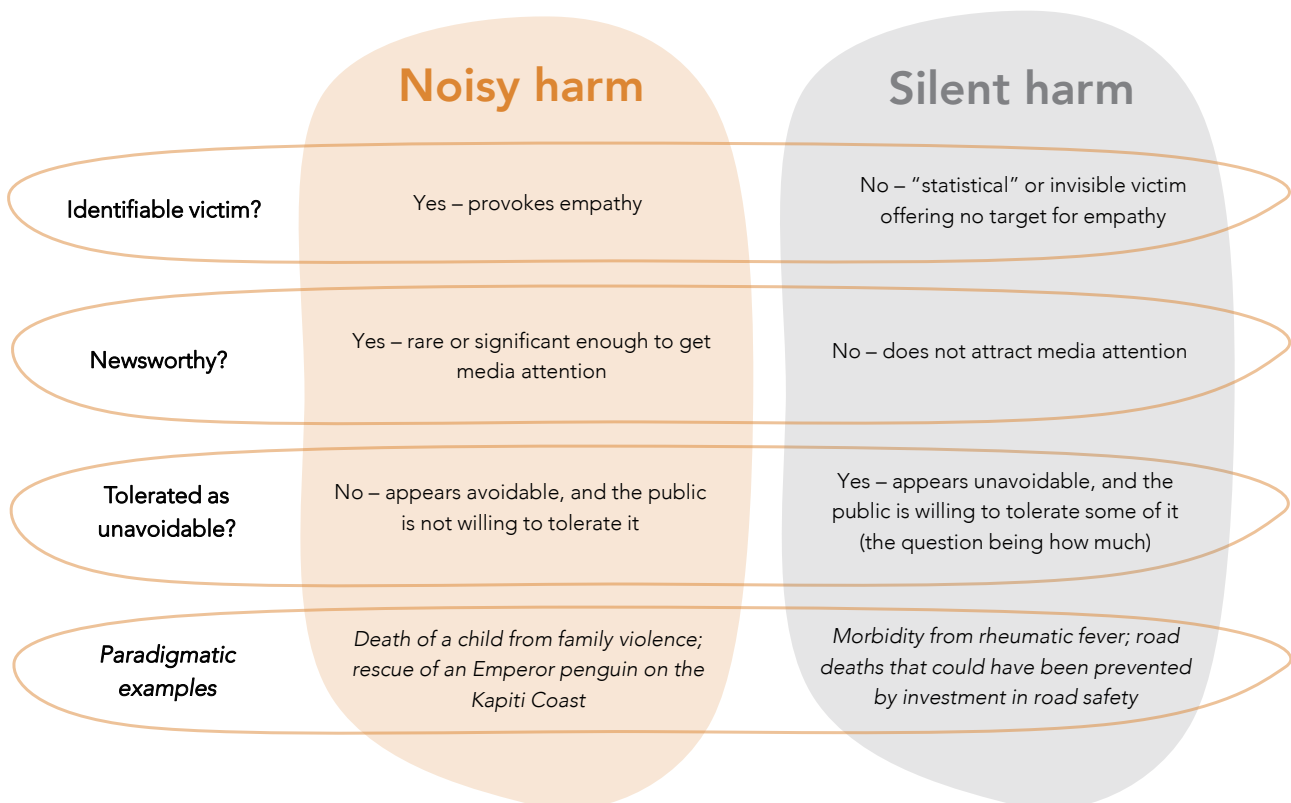 Noisy harm
Silent harm
Identifiable victim?
Yes – provokes empathy
No – “statistical” or invisible victim
offering no target for empathy
Newsworthy?
Yes – rare or significant enough to get
media attention
No – does not attract media attention
Tolerated as
unavoidable?
No – appears avoidable, and the public
is not willing to tolerate it
Yes – appears unavoidable, and the
public is willing to tolerate some of it
(the question being how much)
Paradigmatic
examples
Death of a child from family violence;
rescue of an Emperor penguin on the
Kapiti Coast
Morbidity from rheumatic fever; road
deaths that could have been prevented
by investment in road safety